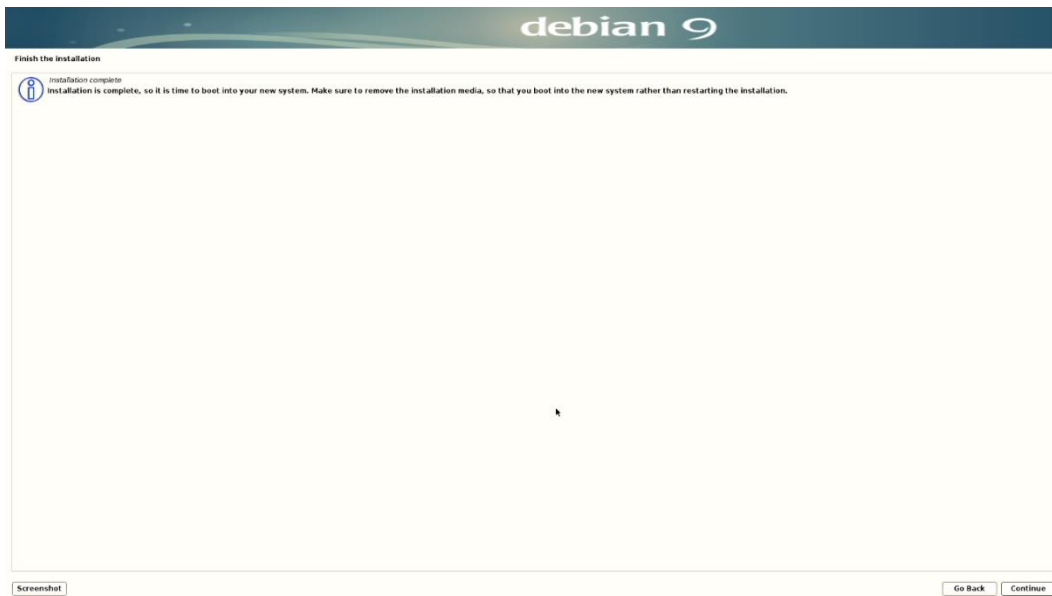 debian 9
Finish the installation
Installation complete
Installation is complete, so it is time to boot into your new system. Make sure to remove the installation media, so that you boot into the new system rather than restarting the installation.
Screenshot
Go Back
Continue